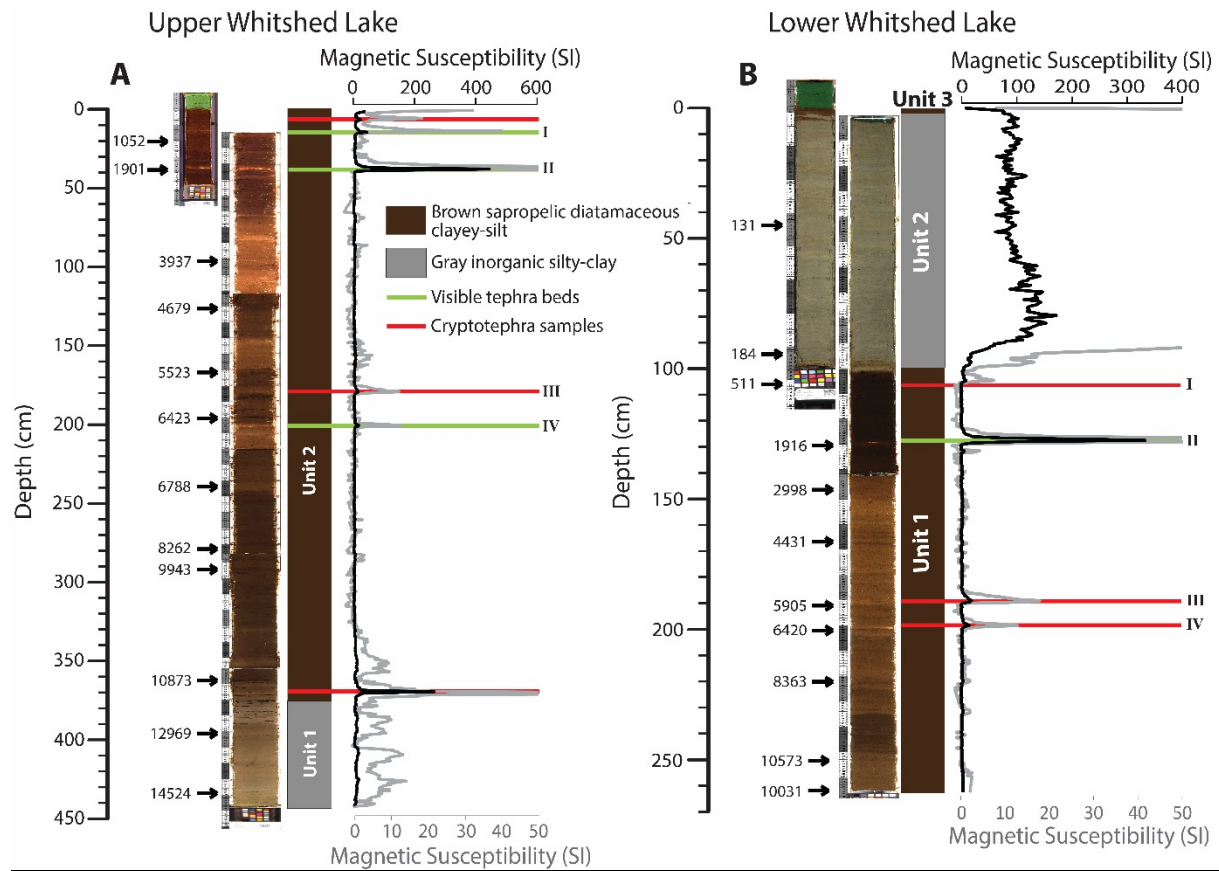 Upper Whitshed Lake
Lower Whitshed Lake
A
Magnetic Susceptibility (SI)
0 200 400 600
Depth (cm)
0
50
100
150
200
250
300
350
400
450
1052
1901
3937
4679
5523
6423
6788
8262
9943
10873
12969
14524
Unit 2
Unit 1
I
II
III
IV
Brown sapropelic diatamaceous
clayey-silt
Gray inorganic silty-clay
Visible tephra beds
Cryptotephra samples
0 10 20 30 40 50
Magnetic Susceptibility (SI)
B
Magnetic Susceptibility (SI)
Unit 3
0 100 200 300 400
Depth (cm)
0
50
100
150
200
250
131
184
511
1916
2998
4431
5905
6420
8363
10573
10031
Unit 2
Unit 1
I
II
III
IV
0 10 20 30 40 50
Magnetic Susceptibility (SI)